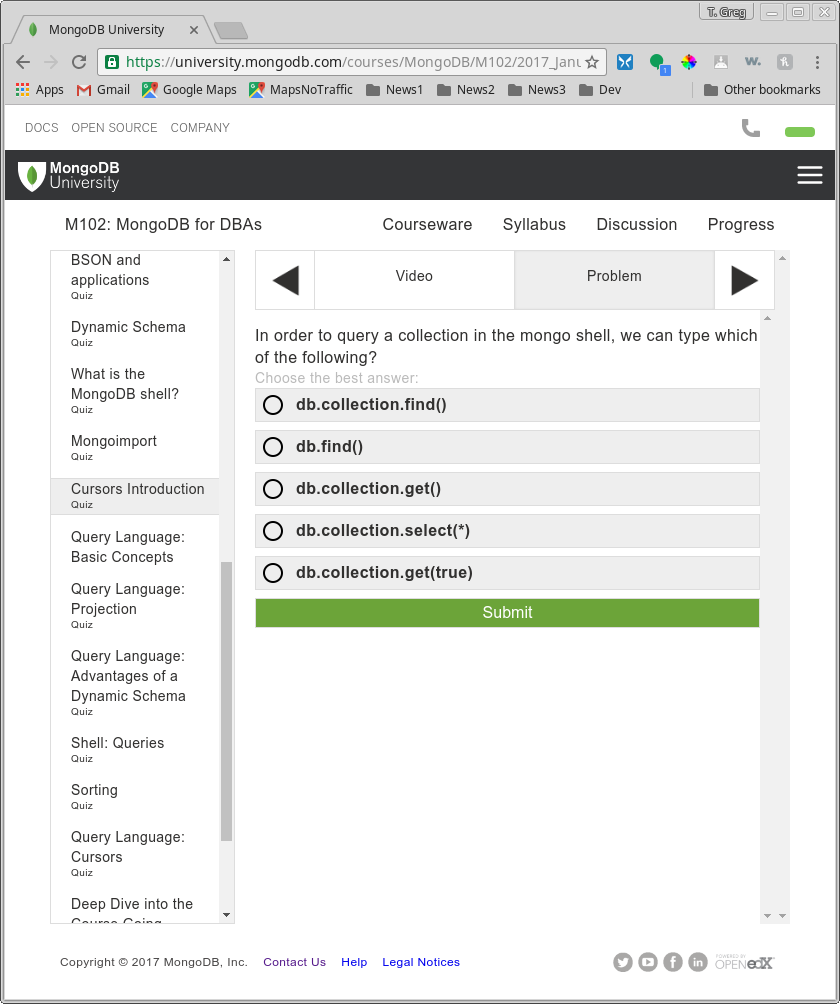 T. Greg
MongoDB University
https://university.mongodb.com/courses/MongoDB/M102/2017_Janu
1
w.
Apps Gmail Google Maps MapsNoTraffic News1 News2 News3 Dev Other bookmarks
DOCS OPEN SOURCE COMPANY
MongoDB
University
M102: MongoDB for DBAs Courseware Syllabus Discussion Progress
BSON and
applications
Quiz
Dynamic Schema
Quiz
What is the
MongoDB shell?
Quiz
Mongoimport
Quiz
Cursors Introduction
Quiz
Query Language:
Basic Concepts
Query Language:
Projection
Quiz
Query Language:
Advantages of a
Dynamic Schema
Quiz
Shell: Queries
Quiz
Sorting
Quiz
Query Language:
Cursors
Quiz
Deep Dive into the
Course Going
Video Problem
In order to query a collection in the mongo shell, we can type which
of the following?
Choose the best answer:
db.collection.find()
db.find()
db.collection.get()
db.collection.select(*)
db.collection.get(true)
Submit
Copyright © 2017 MongoDB, Inc. Contact Us Help Legal Notices
POWERED BY
OPEN edX